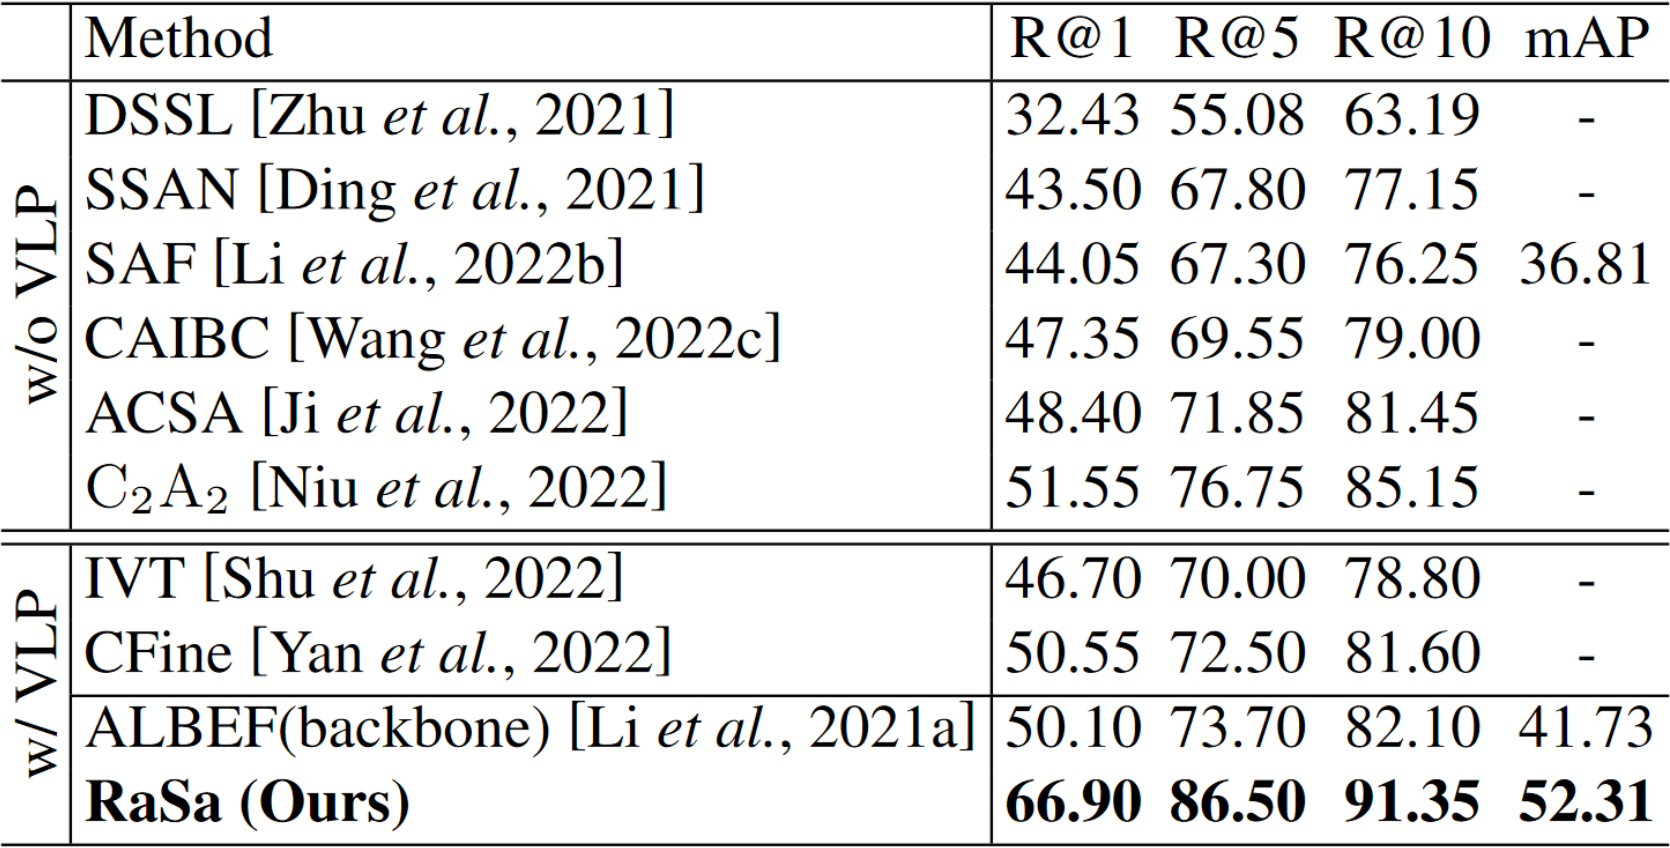 Method R@1 R@5 R@10 mAP
w/o VLP
DSSL [Zhu et al., 2021] 32.43 55.08 63.19 -
SSAN [Ding et al., 2021] 43.50 67.80 77.15 -
SAF [Li et al., 2022b] 44.05 67.30 76.25 36.81
CAIBC [Wang et al., 2022c] 47.35 69.55 79.00 -
ACSA [Ji et al., 2022] 48.40 71.85 81.45 -
C₂A₂ [Niu et al., 2022] 51.55 76.75 85.15 -
w/ VLP
IVT [Shu et al., 2022] 46.70 70.00 78.80 -
CFine [Yan et al., 2022] 50.55 72.50 81.60 -
ALBEF(backbone) [Li et al., 2021a] 50.10 73.70 82.10 41.73
RaSa (Ours) 66.90 86.50 91.35 52.31